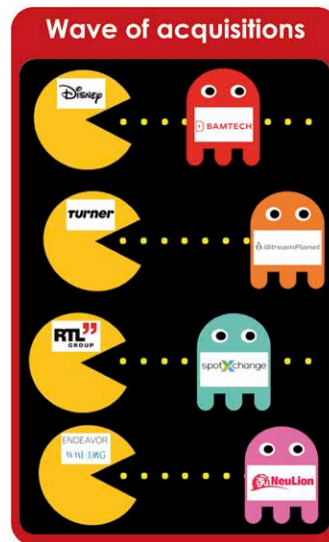 Wave of acquisitions
Disney
BAMTECH
Turner
iStreamPlanet
RTL
GROUP
spotXchange
ENDEAVOR
WME IMG
NeuLion